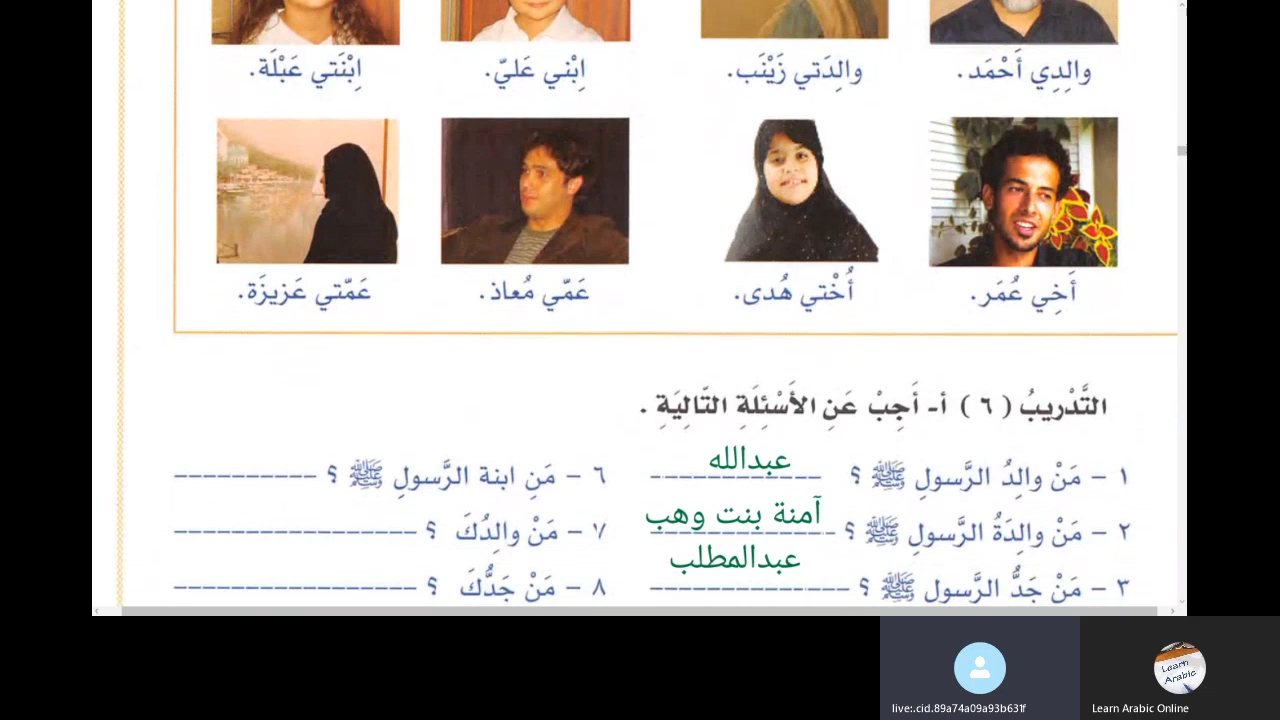 والِدِي أَحْمَد. والِدَتي زَيْنَب. اِبْني عَليّ. اِبْنَتي عَبْلَة.
أَخِي عُمَر. أُخْتي هُدى. عَمّي مُعاذ. عَمّتي عَزيزَة.
التَّدْريبُ ( ٦ ) أ- أَجِبْ عَنِ الأَسْئِلَةِ التّالِيَةِ .
١ - مَنْ والِدُ الرَّسولِ ﷺ ؟ عبدالله
٢ - مَنْ والِدَةُ الرَّسولِ ﷺ ؟ آمنة بنت وهب
٣ - مَنْ جَدُّ الرَّسول ﷺ ؟ عبدالمطلب
٦ - مَنِ ابنة الرَّسولِ ﷺ ؟
٧ - مَنْ والِدُكَ ؟
٨ - مَنْ جَدُّكَ ؟
Learn Arabic
live:.cid.89a74a09a93b631f
Learn Arabic Online